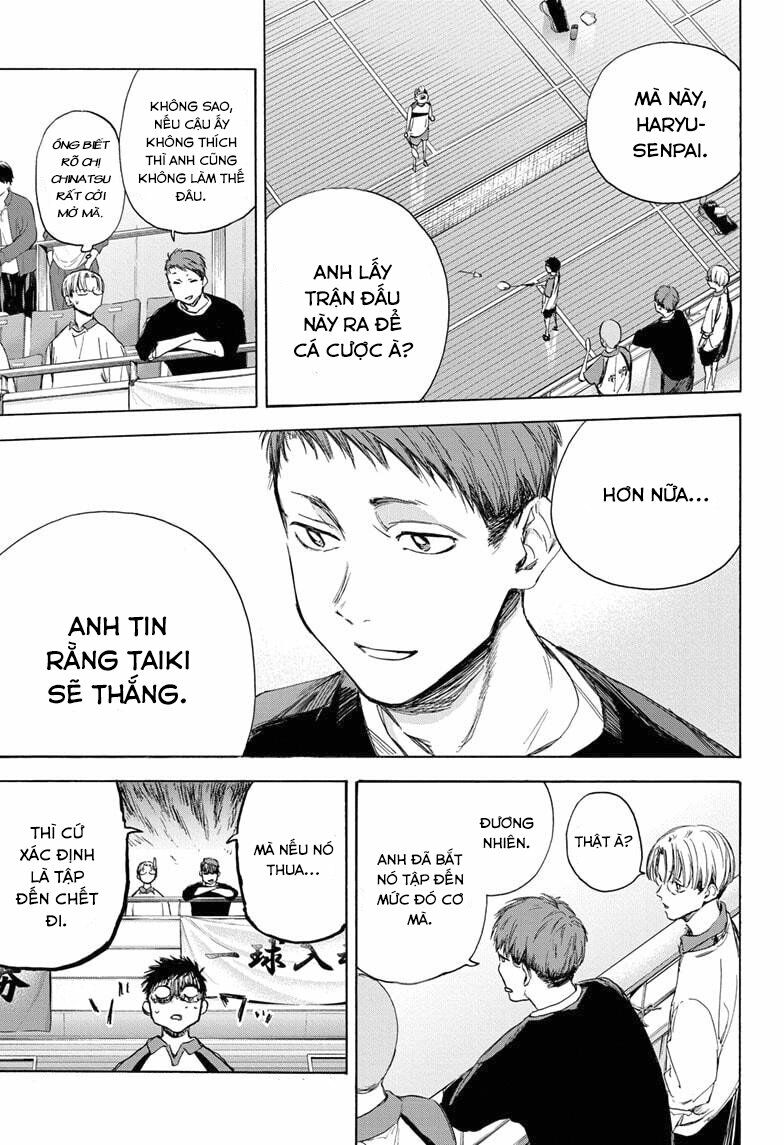 MÀ NÀY,
HARYU-
SENPAI.
ANH LẤY
TRẬN ĐẤU
NÀY RA ĐỂ
CÁ CƯỢC À?
KHÔNG SAO,
NẾU CẬU ẤY
KHÔNG THÍCH
THÌ ANH CŨNG
KHÔNG LÀM THẾ
ĐÂU.
ỔNG BIẾT
RÕ CHỊ
CHINATSU
RẤT CỞI
MỞ MÀ.
HƠN NỮA...
ANH TIN
RẰNG TAIKI
SẼ THẮNG.
THẬT À?
ĐƯƠNG
NHIÊN.
ANH ĐÃ BẮT
NÓ TẬP ĐẾN
MỨC ĐÓ CƠ
MÀ.
MÀ NẾU NÓ
THUA...
THÌ CỨ
XÁC ĐỊNH
LÀ TẬP
ĐẾN CHẾT
ĐI.
一球入